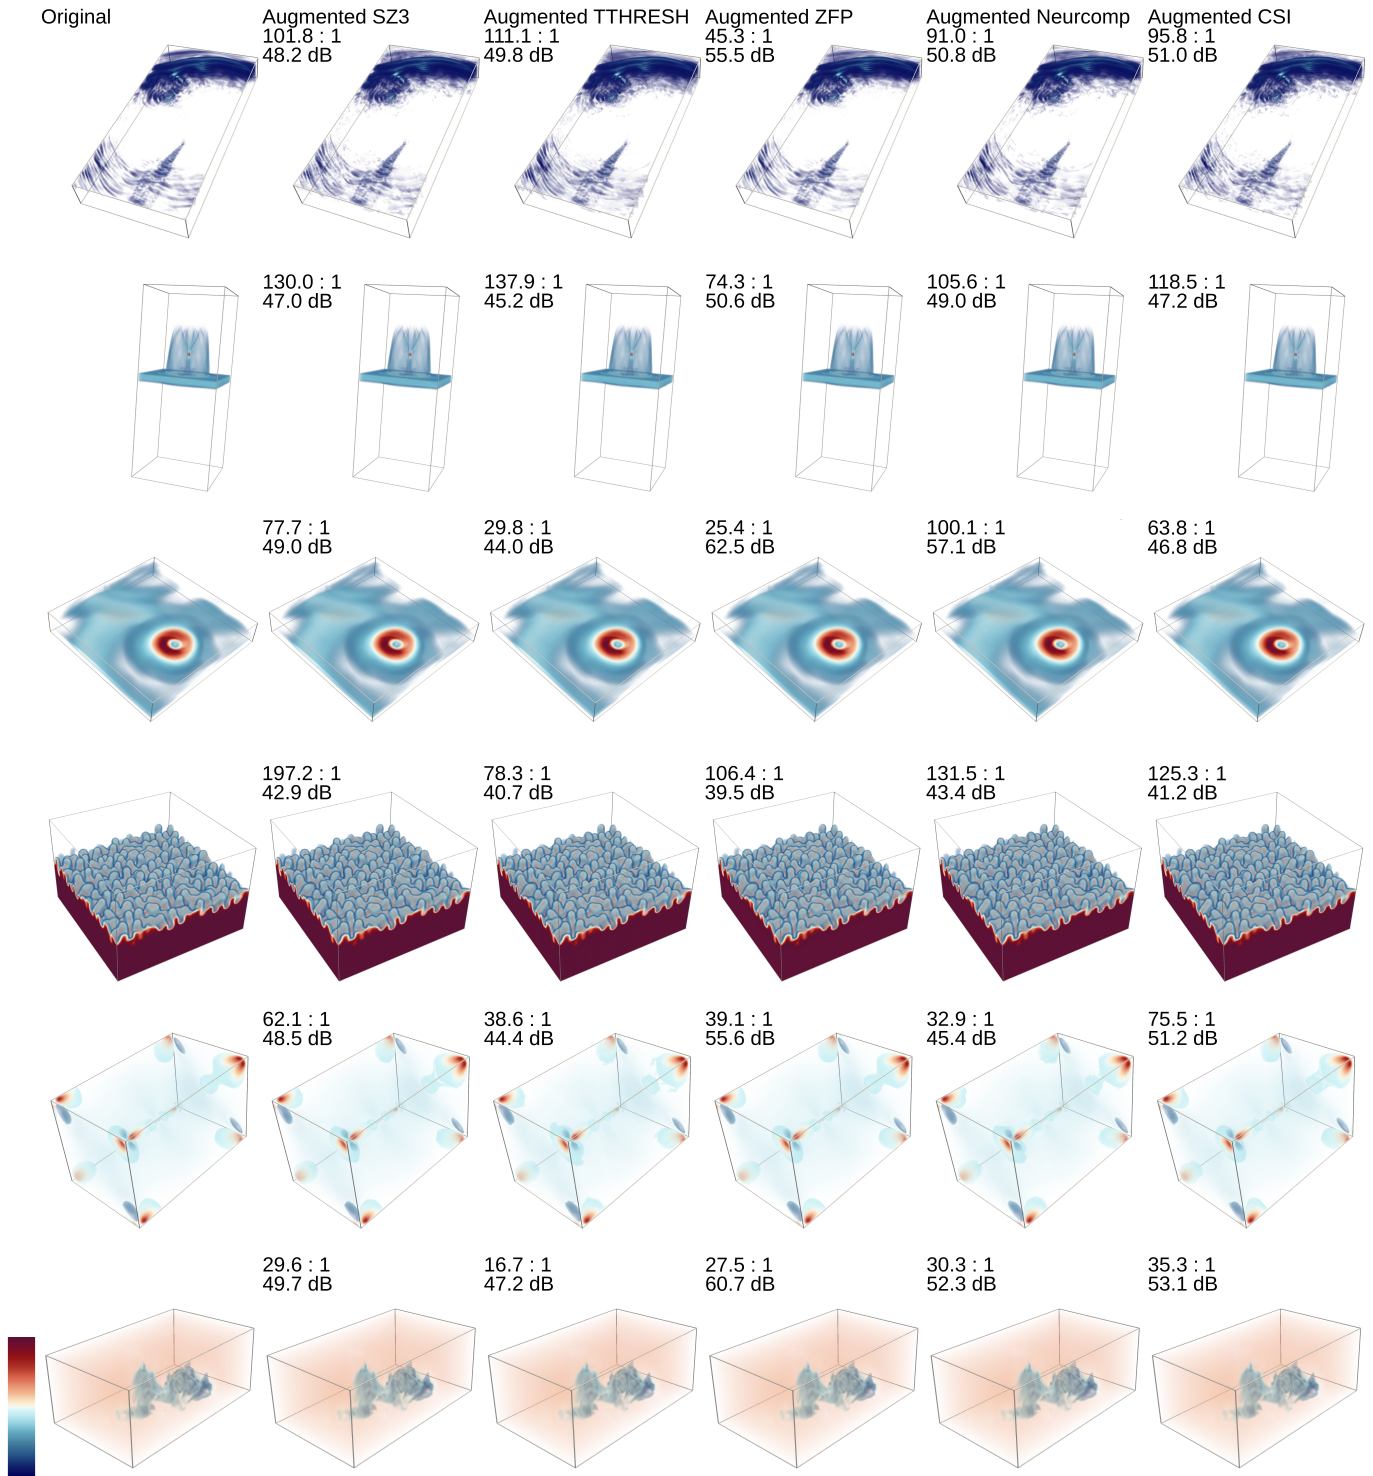 Original
Augmented SZ3
101.8 : 1
48.2 dB
Augmented TTHRESH
111.1 : 1
49.8 dB
Augmented ZFP
45.3 : 1
55.5 dB
Augmented Neurcomp
91.0 : 1
50.8 dB
Augmented CSI
95.8 : 1
51.0 dB
130.0 : 1
47.0 dB
137.9 : 1
45.2 dB
74.3 : 1
50.6 dB
105.6 : 1
49.0 dB
118.5 : 1
47.2 dB
77.7 : 1
49.0 dB
29.8 : 1
44.0 dB
25.4 : 1
62.5 dB
100.1 : 1
57.1 dB
63.8 : 1
46.8 dB
197.2 : 1
42.9 dB
78.3 : 1
40.7 dB
106.4 : 1
39.5 dB
131.5 : 1
43.4 dB
125.3 : 1
41.2 dB
62.1 : 1
48.5 dB
38.6 : 1
44.4 dB
39.1 : 1
55.6 dB
32.9 : 1
45.4 dB
75.5 : 1
51.2 dB
29.6 : 1
49.7 dB
16.7 : 1
47.2 dB
27.5 : 1
60.7 dB
30.3 : 1
52.3 dB
35.3 : 1
53.1 dB